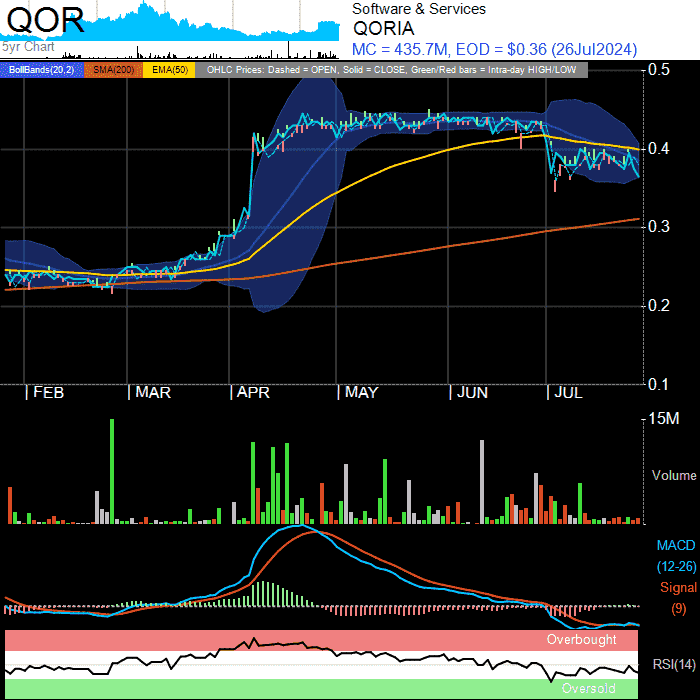 QOR
5yr Chart
Software & Services
QORIA
MC = 435.7M, EOD = $0.36 (26Jul2024)
BollBands(20,2) SMA(200) EMA(50) OHLC Prices: Dashed = OPEN, Solid = CLOSE, Green/Red bars = Intra-day HIGH/LOW
0.5
0.4
0.3
0.2
0.1
FEB MAR APR MAY JUN JUL
15M
Volume
MACD
(12-26)
Signal
(9)
Overbought
RSI(14)
Oversold